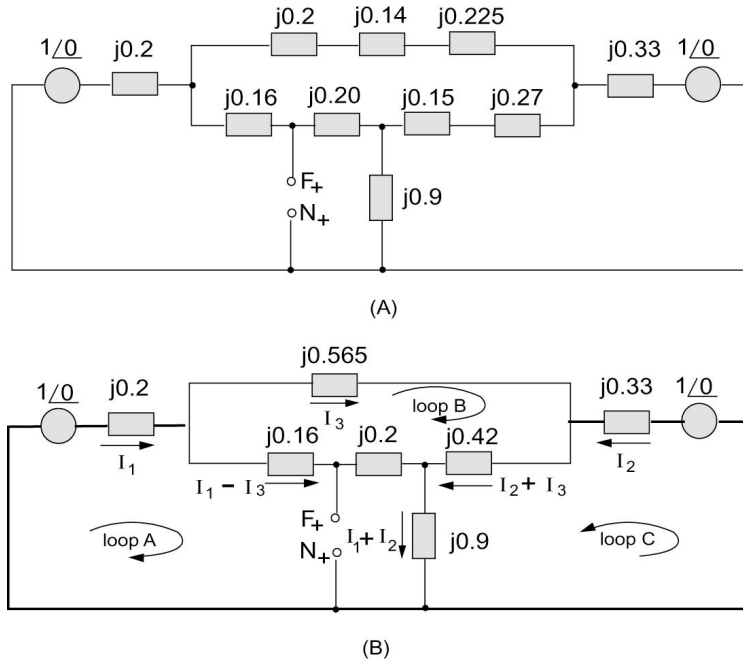 j0.2 j0.14 j0.225
1/0 j0.2 j0.33 1/0
j0.16 j0.20 j0.15 j0.27
F+
N+
j0.9
(A)
j0.565
1/0 j0.2 j0.33 1/0
loop B
I3
j0.16 j0.2 j0.42
I1 I2
I1 − I3 I2 + I3
F+
N+ I1 + I2
loop A j0.9 loop C
(B)